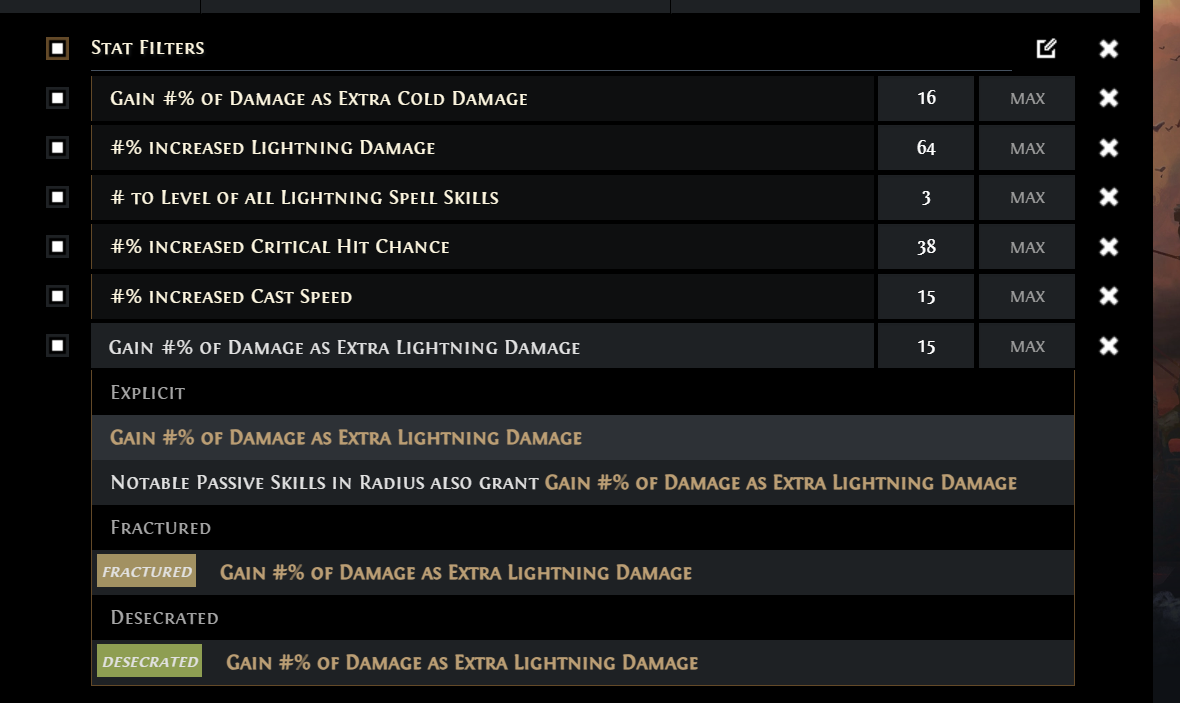 Stat Filters
Gain #% of Damage as Extra Cold Damage 16 MAX
#% increased Lightning Damage 64 MAX
# to Level of all Lightning Spell Skills 3 MAX
#% increased Critical Hit Chance 38 MAX
#% increased Cast Speed 15 MAX
Gain #% of Damage as Extra Lightning Damage 15 MAX
Explicit
Gain #% of Damage as Extra Lightning Damage
Notable Passive Skills in Radius also grant Gain #% of Damage as Extra Lightning Damage
Fractured
FRACTURED Gain #% of Damage as Extra Lightning Damage
Desecrated
DESECRATED Gain #% of Damage as Extra Lightning Damage